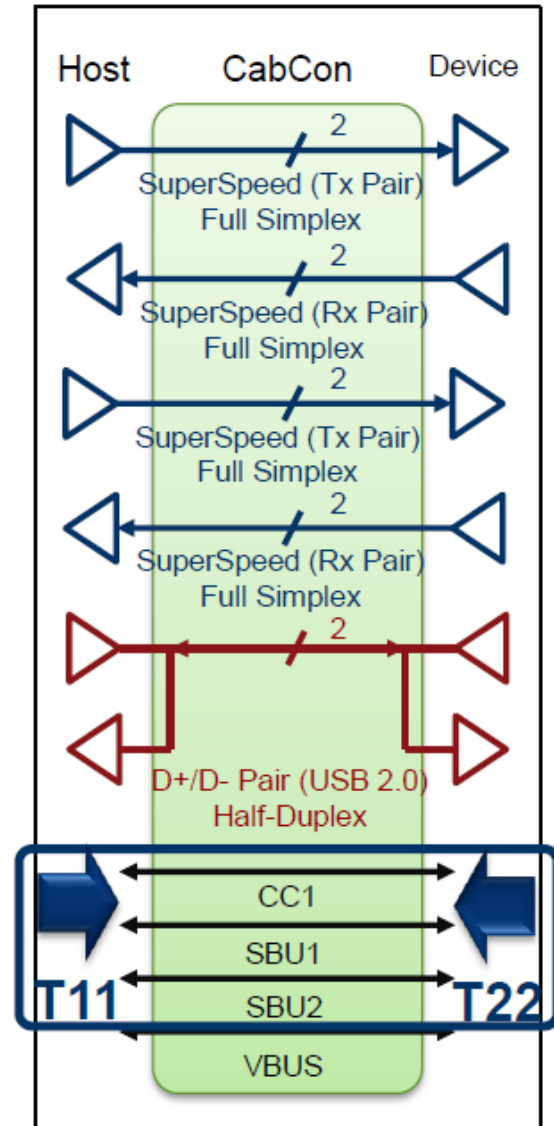 Host CabCon Device
2
SuperSpeed (Tx Pair)
Full Simplex
2
SuperSpeed (Rx Pair)
Full Simplex
2
SuperSpeed (Tx Pair)
Full Simplex
2
SuperSpeed (Rx Pair)
Full Simplex
2
D+/D- Pair (USB 2.0)
Half-Duplex
CC1
SBU1
T11 SBU2 T22
VBUS